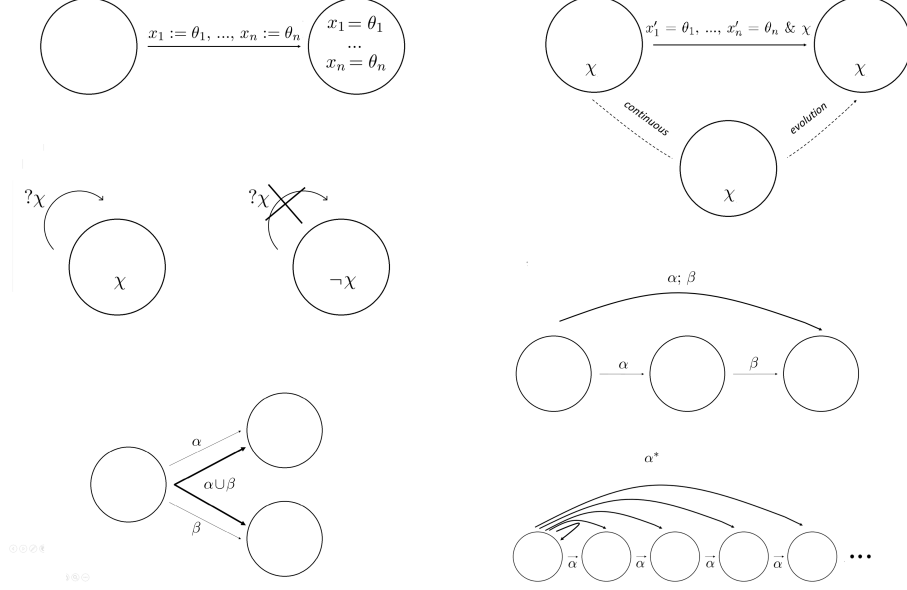 x₁ := θ₁, ..., xₙ := θₙ
x₁ = θ₁
...
xₙ = θₙ
x′₁ = θ₁, ..., x′ₙ = θₙ & χ
χ
χ
continuous
evolution
χ
?χ
χ
?χ
¬χ
α; β
α
β
α
α∪β
β
α*
α
α
α
α
•••